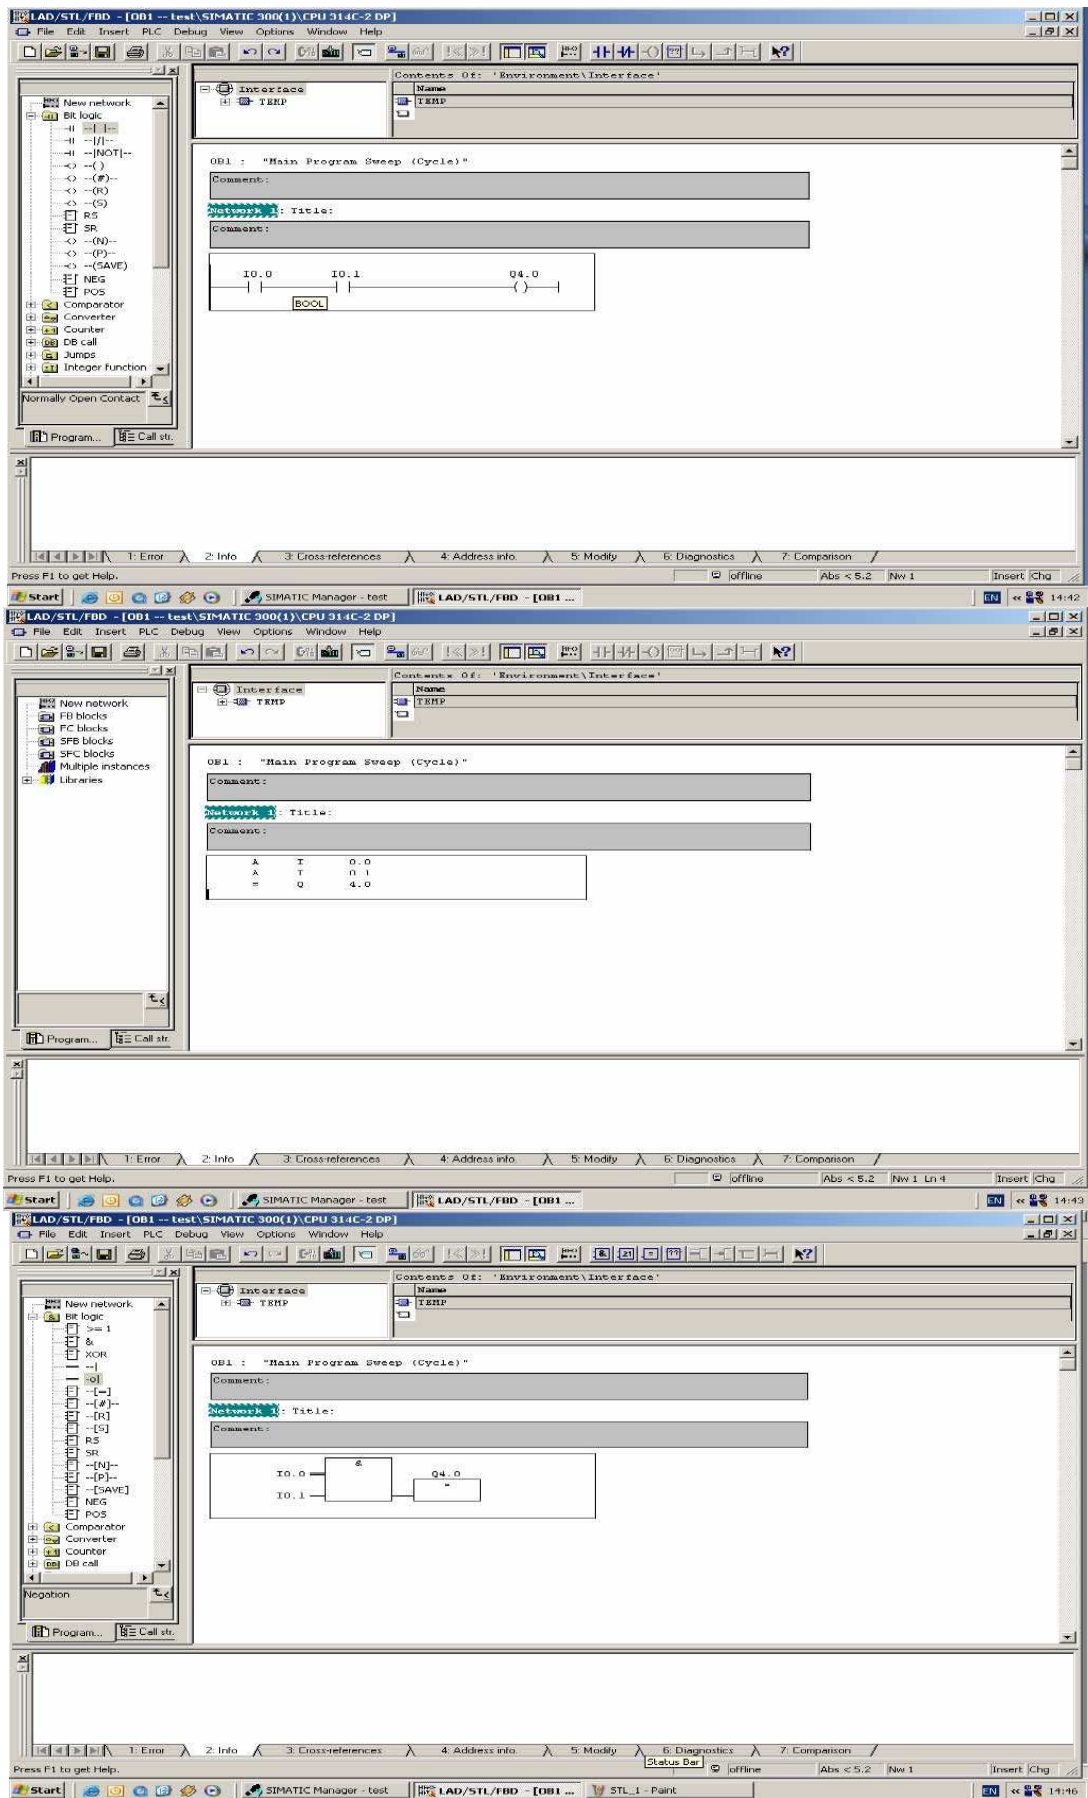 LAD/STL/FBD - [OB1 -- test\SIMATIC 300(1)\CPU 314C-2 DP]
File Edit Insert PLC Debug View Options Window Help
Contents Of: 'Environment\Interface'
Interface
Name
TEMP
TEMP
New network
Bit logic
--| |--
--|/|--
--|NOT|--
--( )
--(#)--
--(R)
--(S)
RS
SR
--(N)--
--(P)--
--(SAVE)
NEG
POS
Comparator
Converter
Counter
DB call
Jumps
Integer function
Normally Open Contact
Program... Call str.
OB1 : "Main Program Sweep (Cycle)"
Comment:
Network 1: Title:
Comment:
I0.0 I0.1 Q4.0
BOOL
1: Error 2: Info 3: Cross-references 4: Address info. 5: Modify 6: Diagnostics 7: Comparison
Press F1 to get Help. offline Abs < 5.2 Nw 1 Insert Chg
Start SIMATIC Manager - test LAD/STL/FBD - [OB1 ... EN « 14:42
LAD/STL/FBD - [OB1 -- test\SIMATIC 300(1)\CPU 314C-2 DP]
File Edit Insert PLC Debug View Options Window Help
Contents Of: 'Environment\Interface'
Interface
Name
TEMP
TEMP
New network
FB blocks
FC blocks
SFB blocks
SFC blocks
Multiple instances
Libraries
Program... Call str.
OB1 : "Main Program Sweep (Cycle)"
Comment:
Network 1: Title:
Comment:
A I 0.0
A I 0.1
= Q 4.0
1: Error 2: Info 3: Cross-references 4: Address info. 5: Modify 6: Diagnostics 7: Comparison
Press F1 to get Help. offline Abs < 5.2 Nw 1 Ln 4 Insert Chg
Start SIMATIC Manager - test LAD/STL/FBD - [OB1 ... EN « 14:43
LAD/STL/FBD - [OB1 -- test\SIMATIC 300(1)\CPU 314C-2 DP]
File Edit Insert PLC Debug View Options Window Help
Contents Of: 'Environment\Interface'
Interface
Name
TEMP
TEMP
New network
Bit logic
>=1
&
XOR
--|
-o|
--[=]
--[#]--
--[R]
--[S]
RS
SR
--[N]--
--[P]--
--[SAVE]
NEG
POS
Comparator
Converter
Counter
DB call
Negation
Program... Call str.
OB1 : "Main Program Sweep (Cycle)"
Comment:
Network 1: Title:
Comment:
&
I0.0 Q4.0
=
I0.1
1: Error 2: Info 3: Cross-references 4: Address info. 5: Modify 6: Diagnostics 7: Comparison
Status Bar
Press F1 to get Help. offline Abs < 5.2 Nw 1 Insert Chg
Start SIMATIC Manager - test LAD/STL/FBD - [OB1 ... STL_1 - Paint EN « 14:46